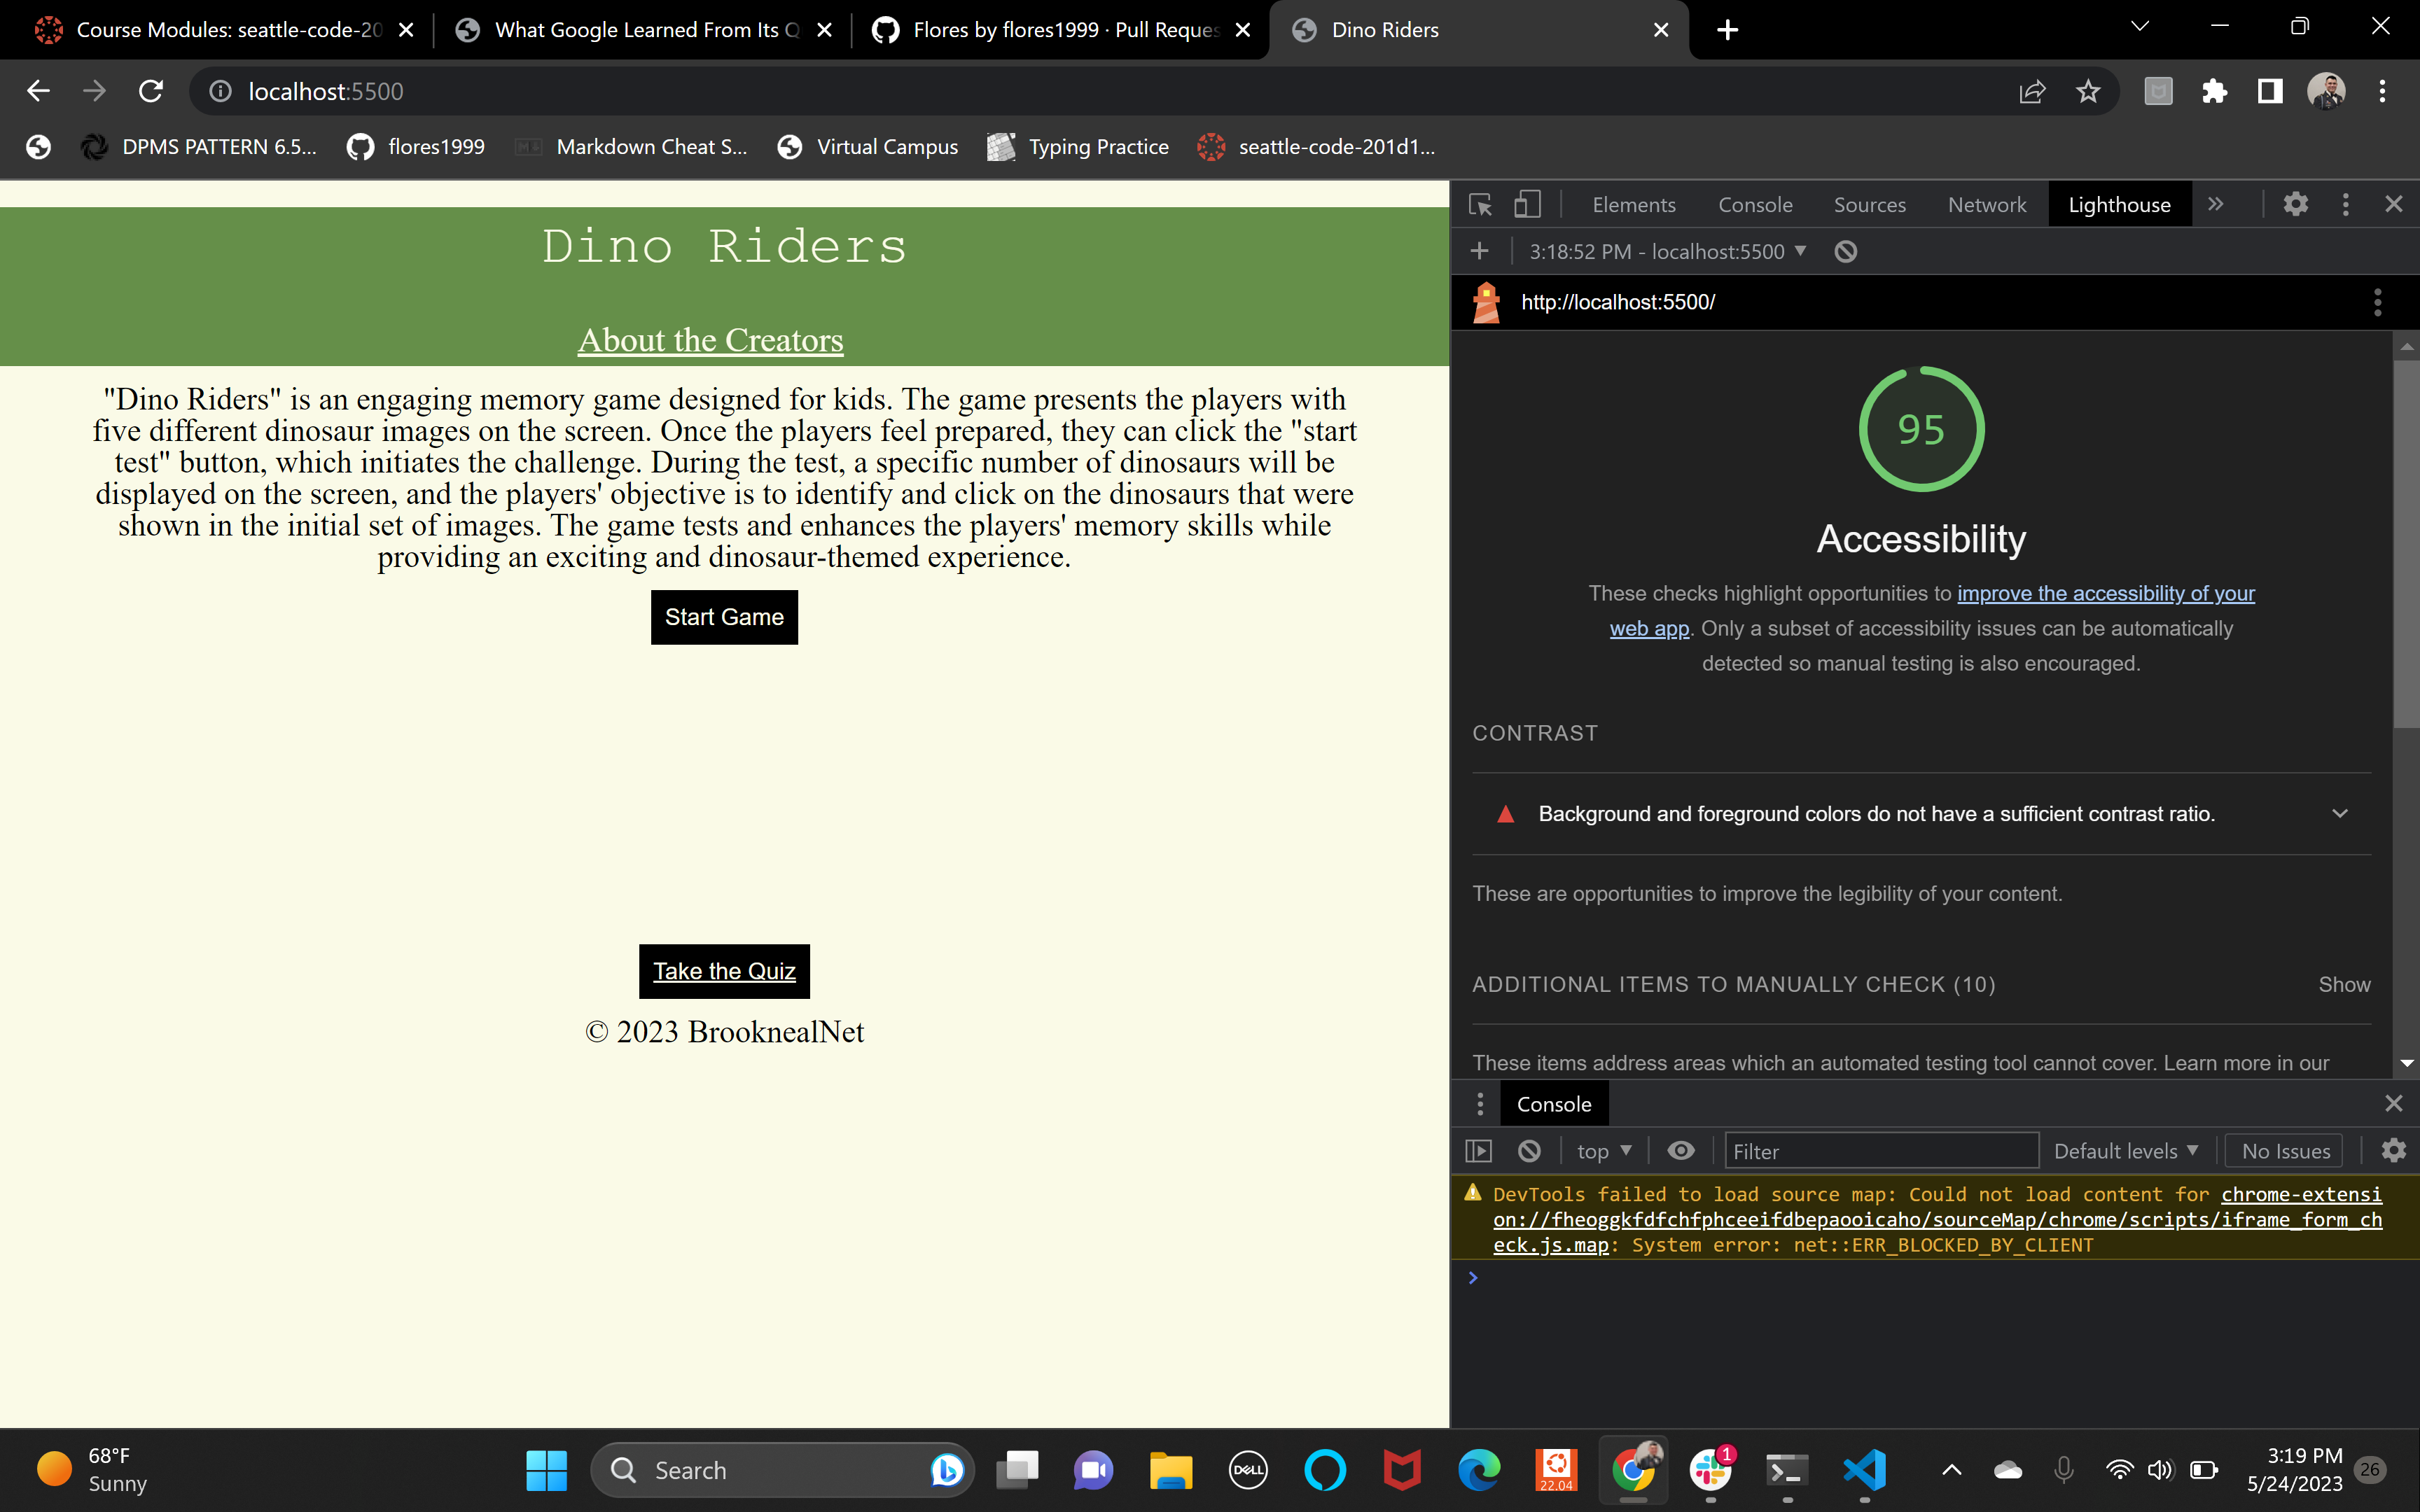 Course Modules: seattle-code-20
What Google Learned From Its Q
Flores by flores1999 · Pull Reques
Dino Riders
localhost:5500
DPMS PATTERN 6.5...
flores1999
Markdown Cheat S...
Virtual Campus
Typing Practice
seattle-code-201d1...
Dino Riders
About the Creators
"Dino Riders" is an engaging memory game designed for kids. The game presents the players with
five different dinosaur images on the screen. Once the players feel prepared, they can click the "start
test" button, which initiates the challenge. During the test, a specific number of dinosaurs will be
displayed on the screen, and the players' objective is to identify and click on the dinosaurs that were
shown in the initial set of images. The game tests and enhances the players' memory skills while
providing an exciting and dinosaur-themed experience.
Start Game
Take the Quiz
© 2023 BrooknealNet
Elements Console Sources Network Lighthouse
3:18:52 PM - localhost:5500
http://localhost:5500/
95
Accessibility
These checks highlight opportunities to improve the accessibility of your
web app. Only a subset of accessibility issues can be automatically
detected so manual testing is also encouraged.
CONTRAST
Background and foreground colors do not have a sufficient contrast ratio.
These are opportunities to improve the legibility of your content.
ADDITIONAL ITEMS TO MANUALLY CHECK (10) Show
These items address areas which an automated testing tool cannot cover. Learn more in our
Console
top Filter Default levels No Issues
DevTools failed to load source map: Could not load content for chrome-extensi
on://fheoggkfdfchfphceeifdbepaooicaho/sourceMap/chrome/scripts/iframe_form_ch
eck.js.map: System error: net::ERR_BLOCKED_BY_CLIENT
68°F
Sunny
Search
DELL
22.04
1
3:19 PM
5/24/2023
26